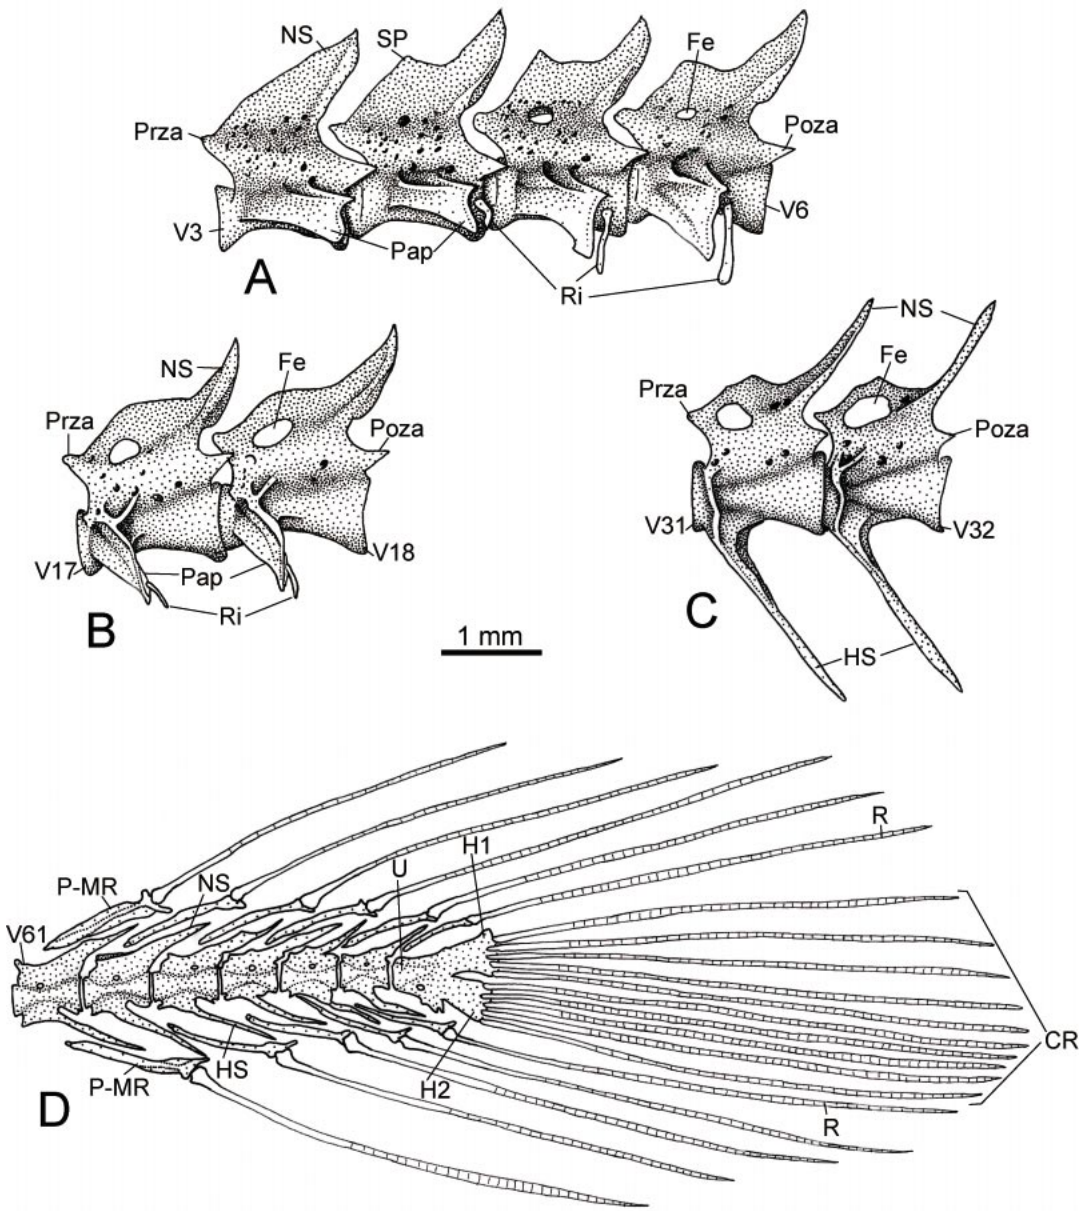 NS
SP
Fe
Prza
Poza
V3
Pap
V6
A
Ri
NS
Fe
NS
Fe
Prza
Poza
Prza
Poza
V17
Pap
V18
V31
V32
B
Ri
C
1 mm
HS
R
H1
U
P-MR
NS
V61
CR
P-MR
HS
H2
D
R